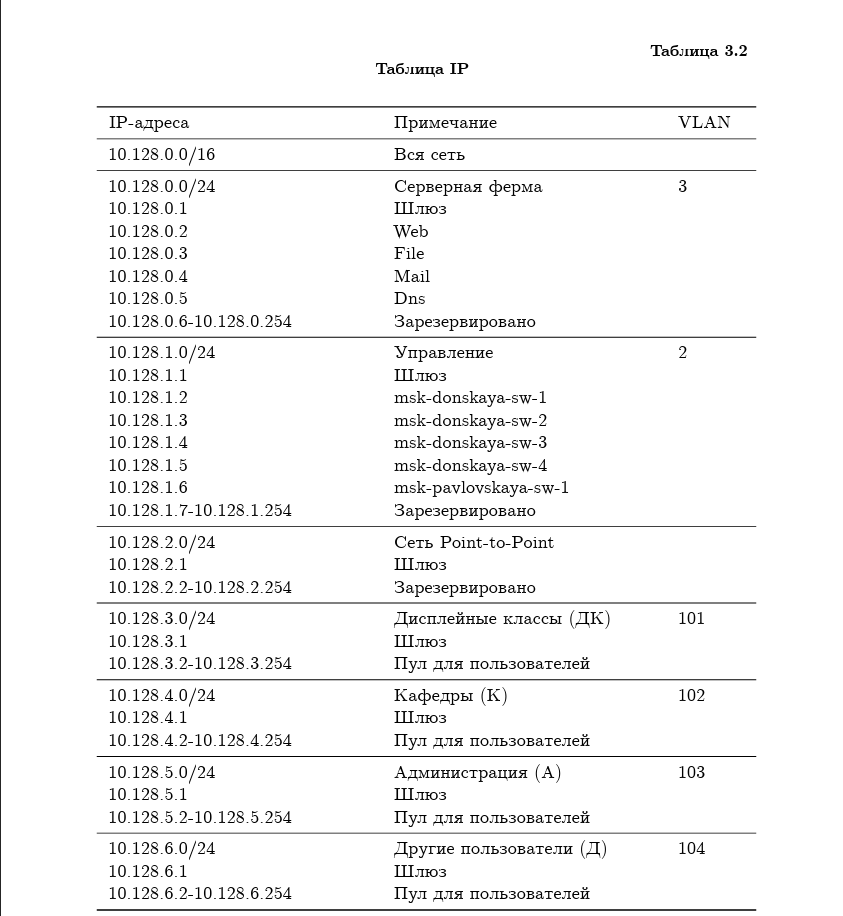 Таблица 3.2
Таблица IP
IP-адреса Примечание VLAN
10.128.0.0/16 Вся сеть
10.128.0.0/24 Серверная ферма 3
10.128.0.1 Шлюз
10.128.0.2 Web
10.128.0.3 File
10.128.0.4 Mail
10.128.0.5 Dns
10.128.0.6-10.128.0.254 Зарезервировано
10.128.1.0/24 Управление 2
10.128.1.1 Шлюз
10.128.1.2 msk-donskaya-sw-1
10.128.1.3 msk-donskaya-sw-2
10.128.1.4 msk-donskaya-sw-3
10.128.1.5 msk-donskaya-sw-4
10.128.1.6 msk-pavlovskaya-sw-1
10.128.1.7-10.128.1.254 Зарезервировано
10.128.2.0/24 Сеть Point-to-Point
10.128.2.1 Шлюз
10.128.2.2-10.128.2.254 Зарезервировано
10.128.3.0/24 Дисплейные классы (ДК) 101
10.128.3.1 Шлюз
10.128.3.2-10.128.3.254 Пул для пользователей
10.128.4.0/24 Кафедры (К) 102
10.128.4.1 Шлюз
10.128.4.2-10.128.4.254 Пул для пользователей
10.128.5.0/24 Администрация (А) 103
10.128.5.1 Шлюз
10.128.5.2-10.128.5.254 Пул для пользователей
10.128.6.0/24 Другие пользователи (Д) 104
10.128.6.1 Шлюз
10.128.6.2-10.128.6.254 Пул для пользователей